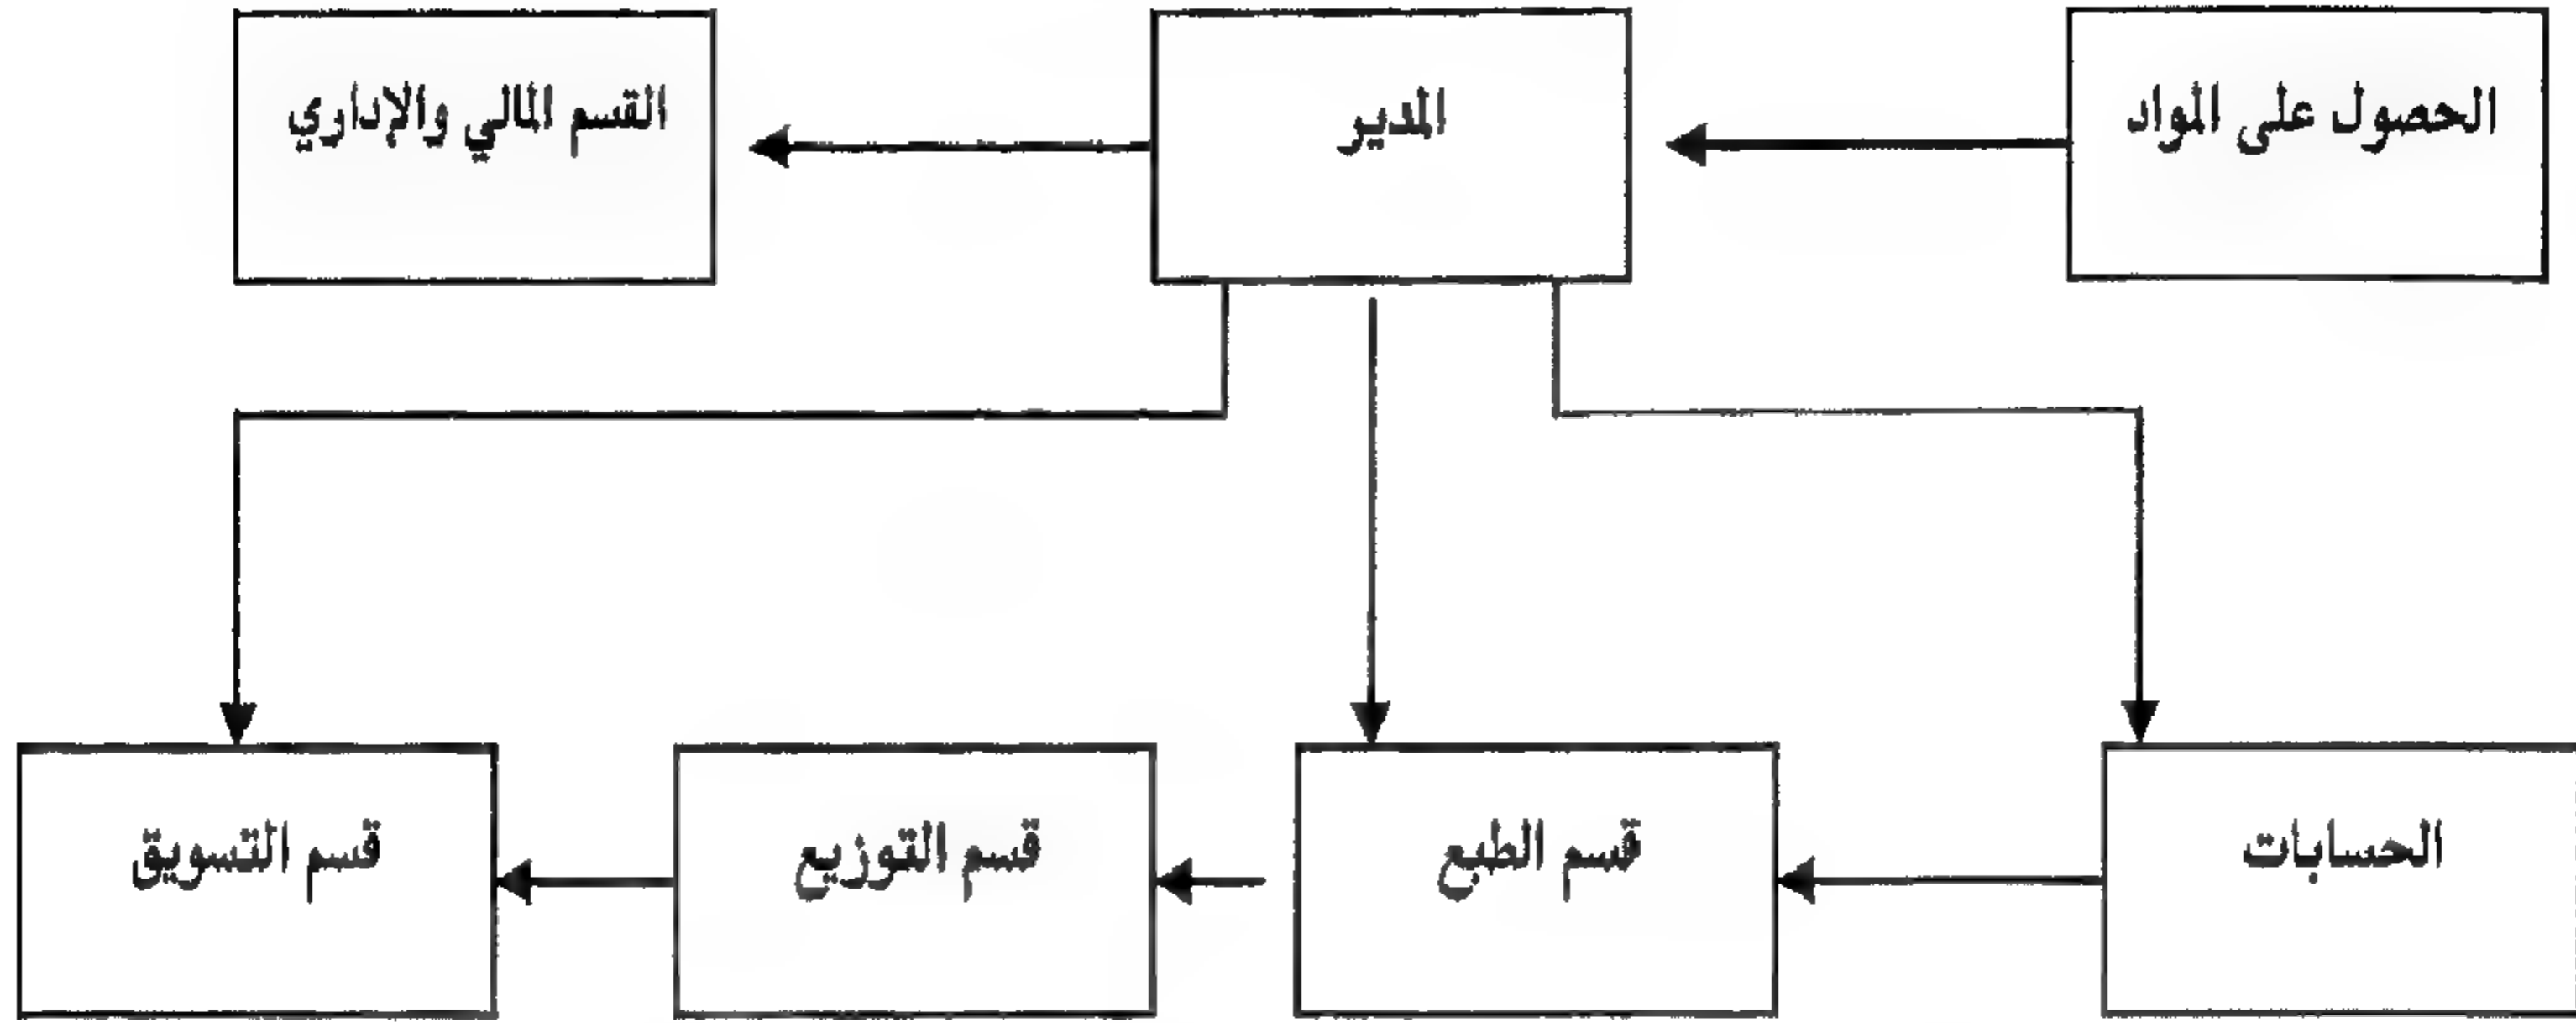 الحصول على المواد
المدير
القسم المالي والإداري
الحسابات
قسم الطبع
قسم التوزيع
قسم التسويق